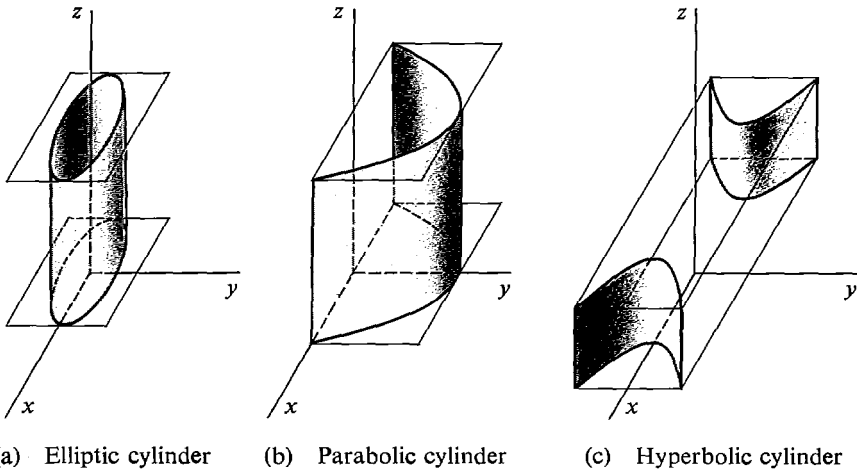 z
y
x
z
y
x
z
y
x
(a) Elliptic cylinder
(b) Parabolic cylinder
(c) Hyperbolic cylinder